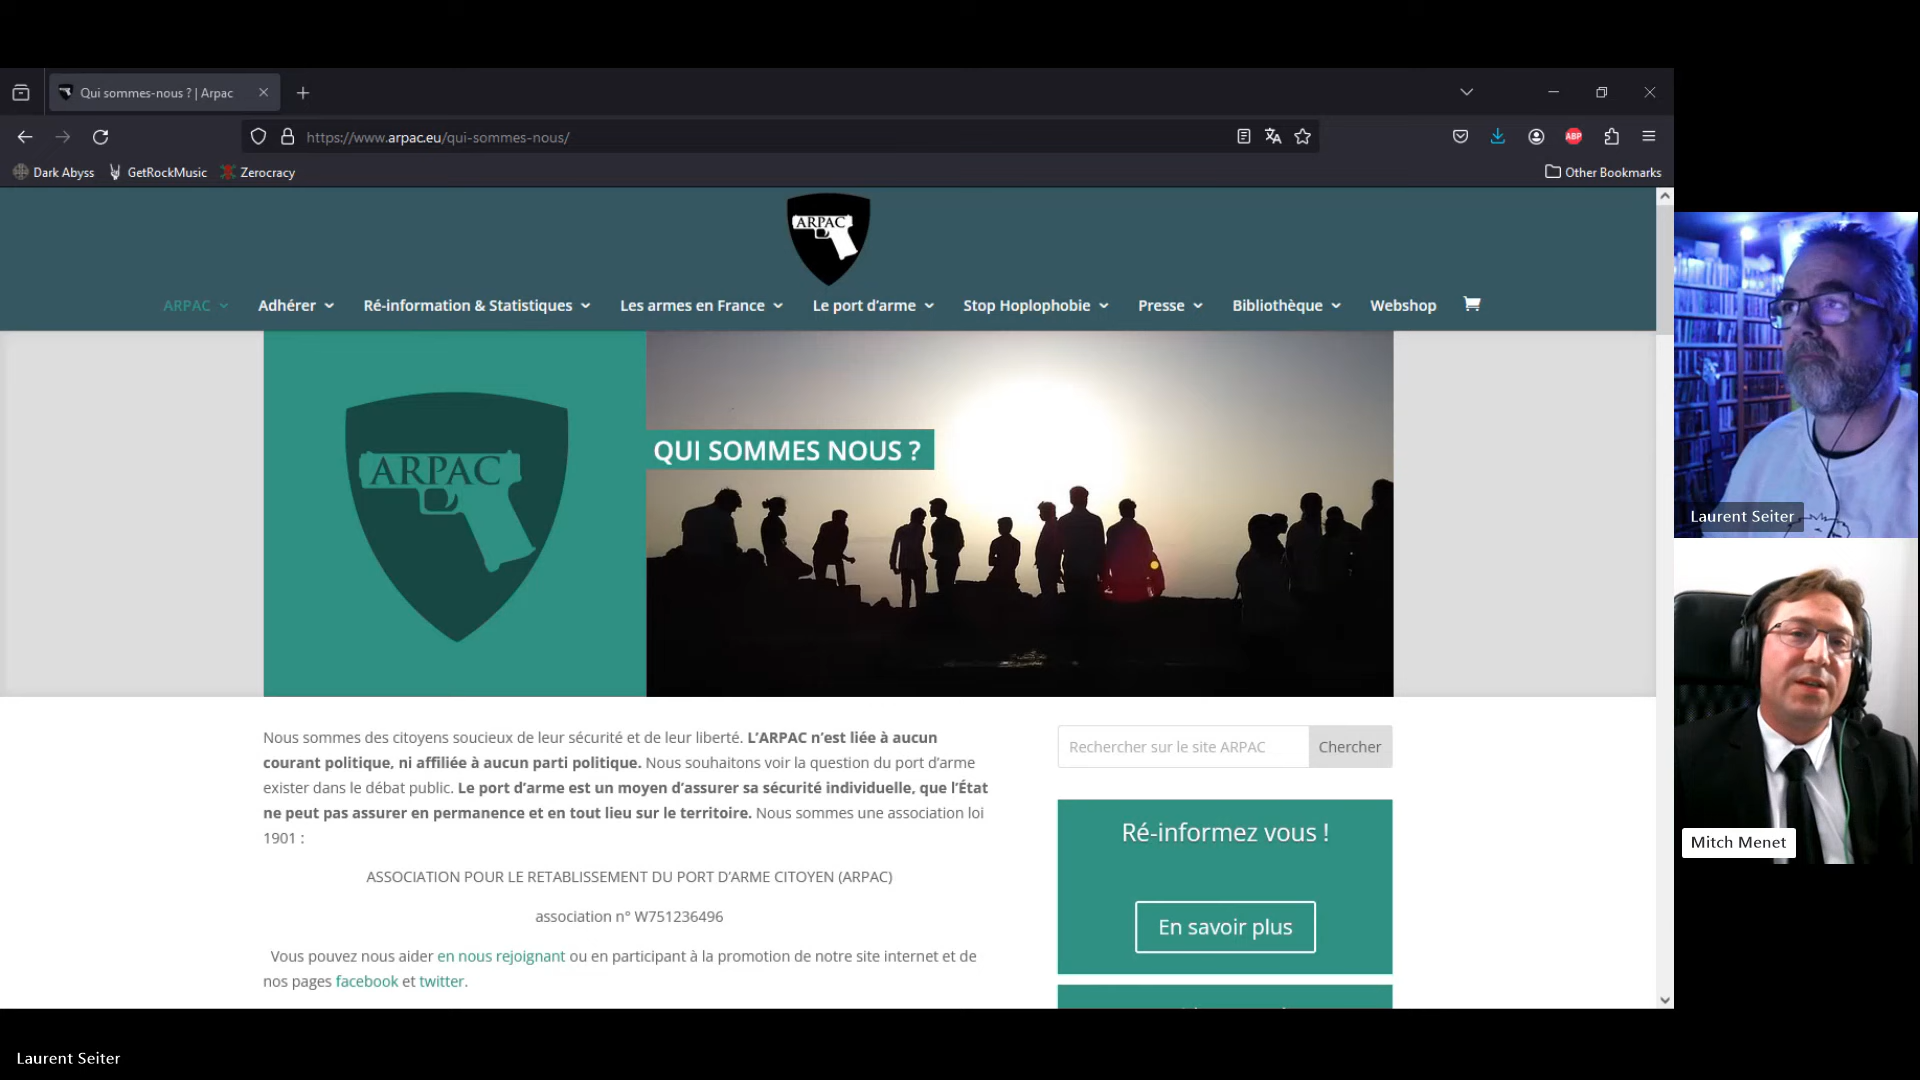 Qui sommes-nous ? | Arpac
https://www.arpac.eu/qui-sommes-nous/
ABP
Dark Abyss
GetRockMusic
Zerocracy
Other Bookmarks
ARPAC
ARPAC
Adhérer
Ré-information & Statistiques
Les armes en France
Le port d’arme
Stop Hoplophobie
Presse
Bibliothèque
Webshop
ARPAC
QUI SOMMES NOUS ?
Nous sommes des citoyens soucieux de leur sécurité et de leur liberté. L’ARPAC n’est liée à aucun
courant politique, ni affiliée à aucun parti politique. Nous souhaitons voir la question du port d’arme
exister dans le débat public. Le port d’arme est un moyen d’assurer sa sécurité individuelle, que l’État
ne peut pas assurer en permanence et en tout lieu sur le territoire. Nous sommes une association loi
1901 :
ASSOCIATION POUR LE RETABLISSEMENT DU PORT D’ARME CITOYEN (ARPAC)
association n° W751236496
Vous pouvez nous aider en nous rejoignant ou en participant à la promotion de notre site internet et de
nos pages facebook et twitter.
Rechercher sur le site ARPAC
Chercher
Ré-informez vous !
En savoir plus
Laurent Seiter
Mitch Menet
Laurent Seiter